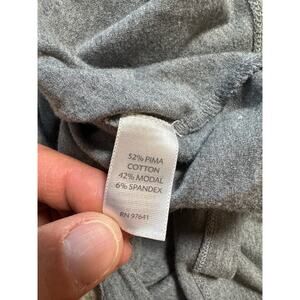 52% PIMA
COTTON
42% MODAL
6% SPANDEX
RN 97641